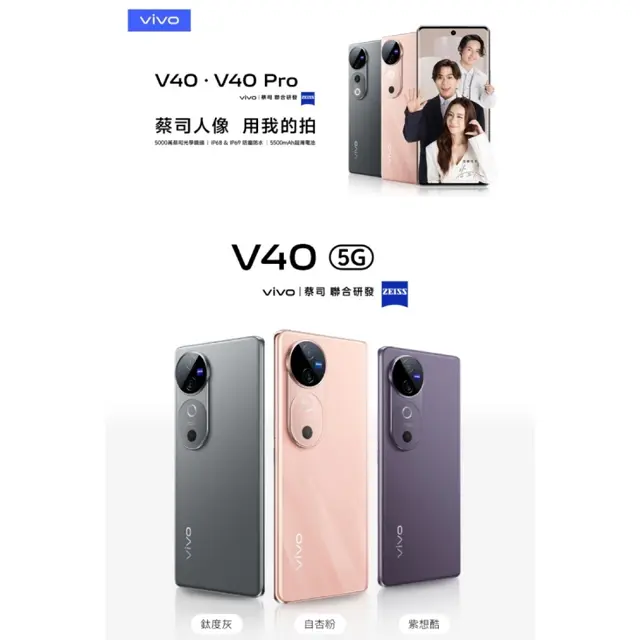 vivo
V40 · V40 Pro
vivo | 蔡司 聯合研發 ZEISS
蔡司人像 用我的拍
5000萬蔡司光學鏡頭 | IP68 & IP69 防塵防水 | 5500mAh超薄電池
V40 5G
vivo | 蔡司 聯合研發 ZEISS
vivo
vivo
vivo
鈦度灰
自杏粉
紫想酷